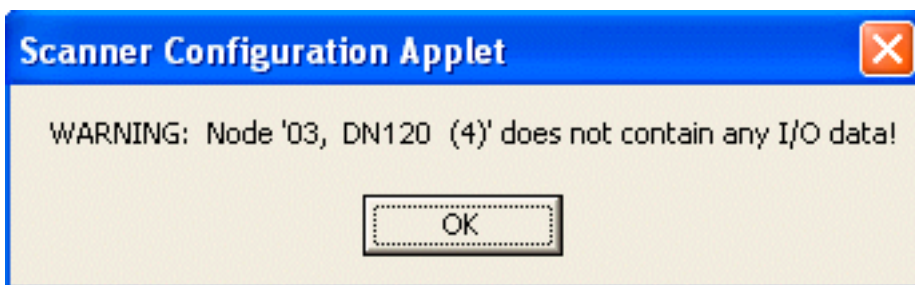 Scanner Configuration Applet
WARNING:  Node '03,  DN120  (4)' does not contain any I/O data!
OK